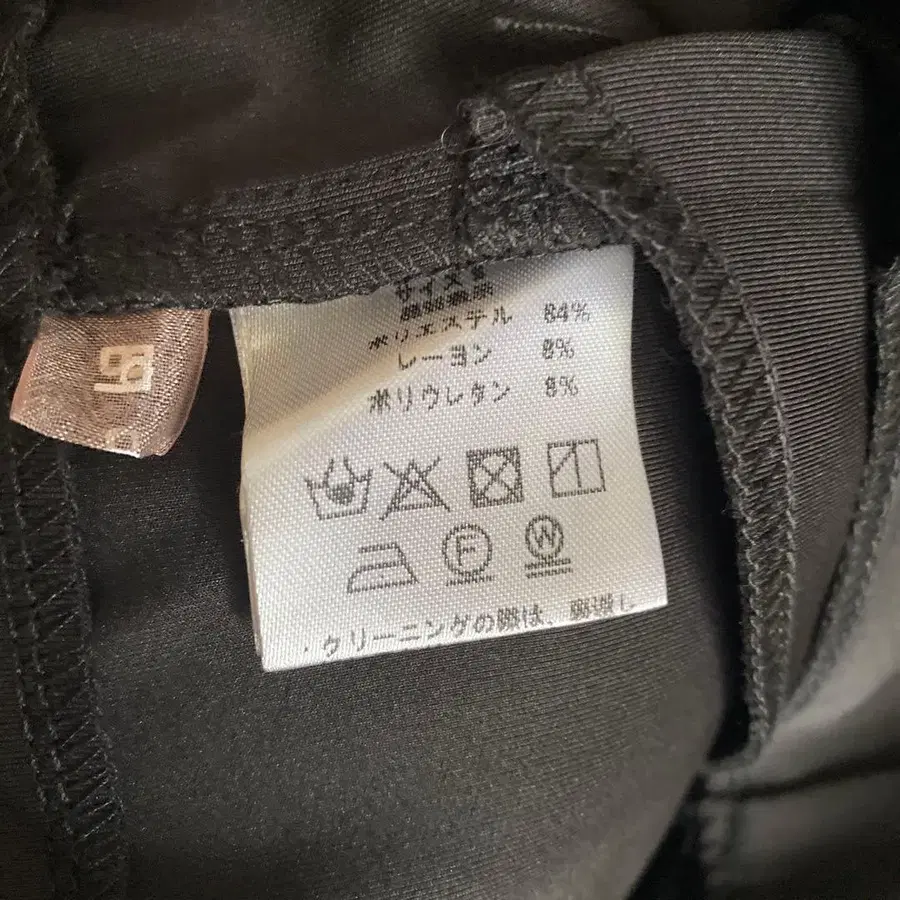 サイズ
ポリエステル 84%
レーヨン 8%
ポリウレタン 8%
F
W
・クリーニングの際は、